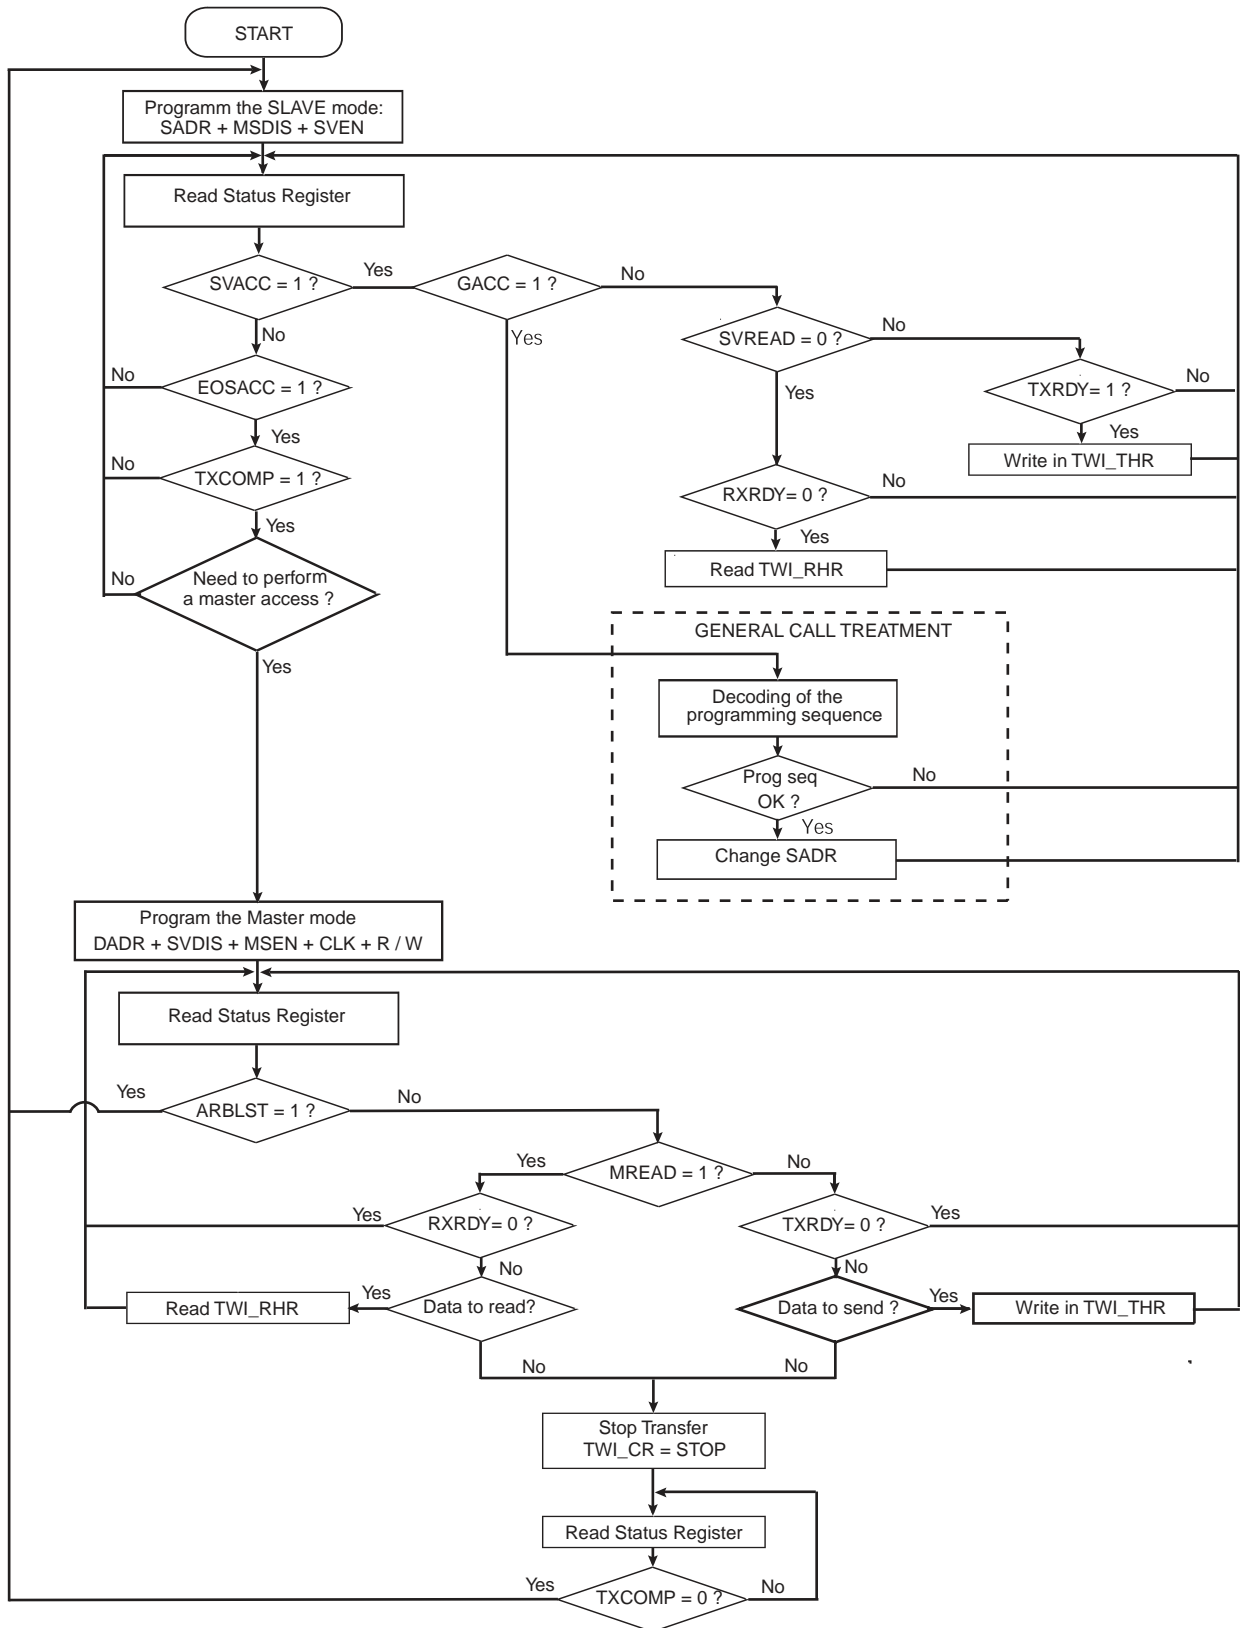 START
Programm the SLAVE mode:
SADR + MSDIS + SVEN
Read Status Register
SVACC = 1 ?
Yes
GACC = 1 ?
No
No
Yes
SVREAD = 0 ?
No
Yes
TXRDY= 1 ?
No
Yes
Write in TWI_THR
No
EOSACC = 1 ?
Yes
No
TXCOMP = 1 ?
Yes
RXRDY= 0 ?
No
Yes
Read TWI_RHR
No
Need to perform
a master access ?
Yes
GENERAL CALL TREATMENT
Decoding of the
programming sequence
Prog seq
OK ?
No
Yes
Change SADR
Program the Master mode
DADR + SVDIS + MSEN + CLK + R / W
Read Status Register
Yes
ARBLST = 1 ?
No
Yes
MREAD = 1 ?
No
Yes
RXRDY= 0 ?
No
TXRDY= 0 ?
Yes
No
Read TWI_RHR
Yes
Data to read?
No
Data to send ?
Yes
Write in TWI_THR
No
Stop Transfer
TWI_CR = STOP
Read Status Register
Yes
TXCOMP = 0 ?
No